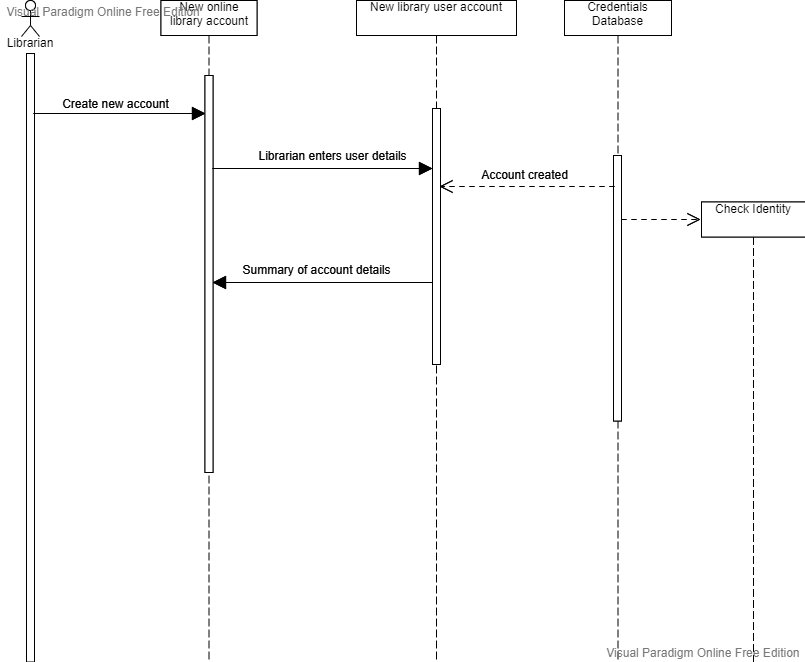 Visual Paradigm Online Free Edition
New online
library account
New library user account
Credentials
Database
Librarian
Create new account
Librarian enters user details
Account created
Check Identity
Summary of account details
Visual Paradigm Online Free Edition